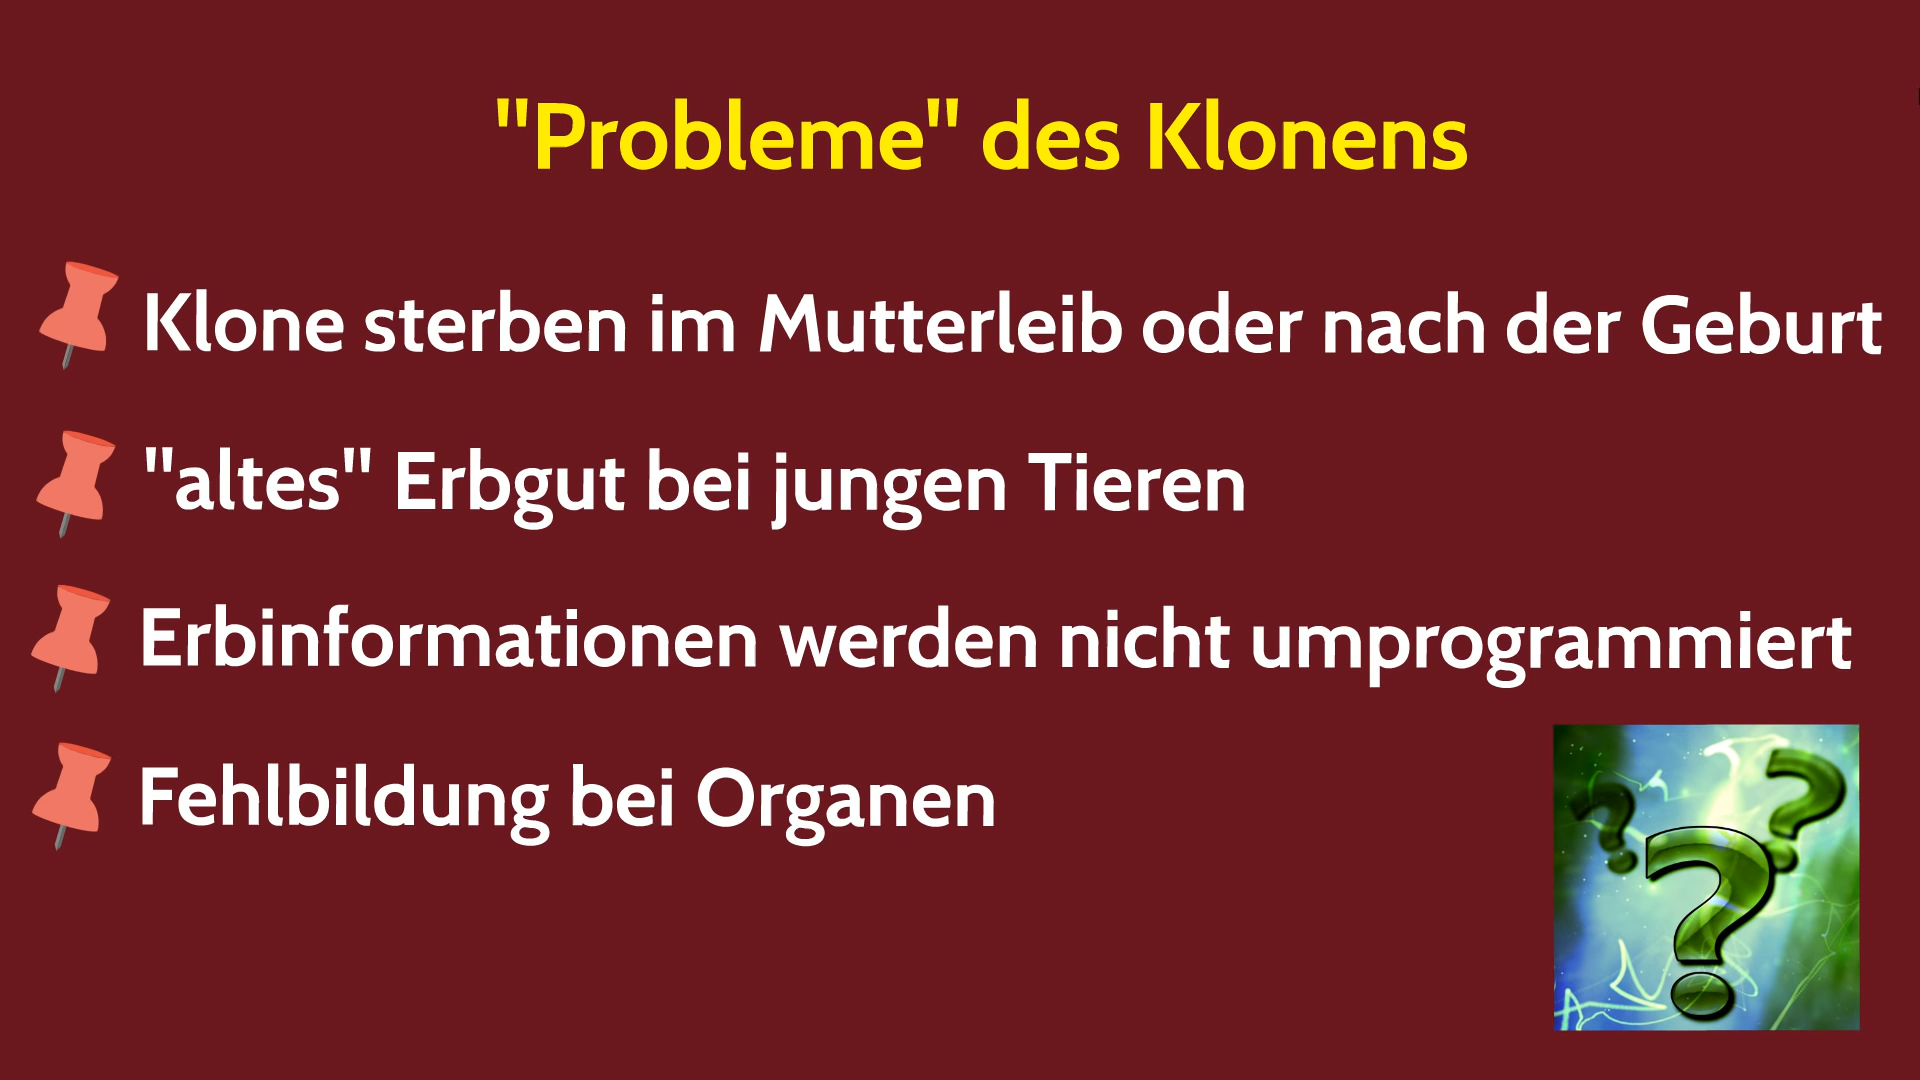 "Probleme" des Klonens
Klone sterben im Mutterleib oder nach der Geburt
"altes" Erbgut bei jungen Tieren
Erbinformationen werden nicht umprogrammiert
Fehlbildung bei Organen